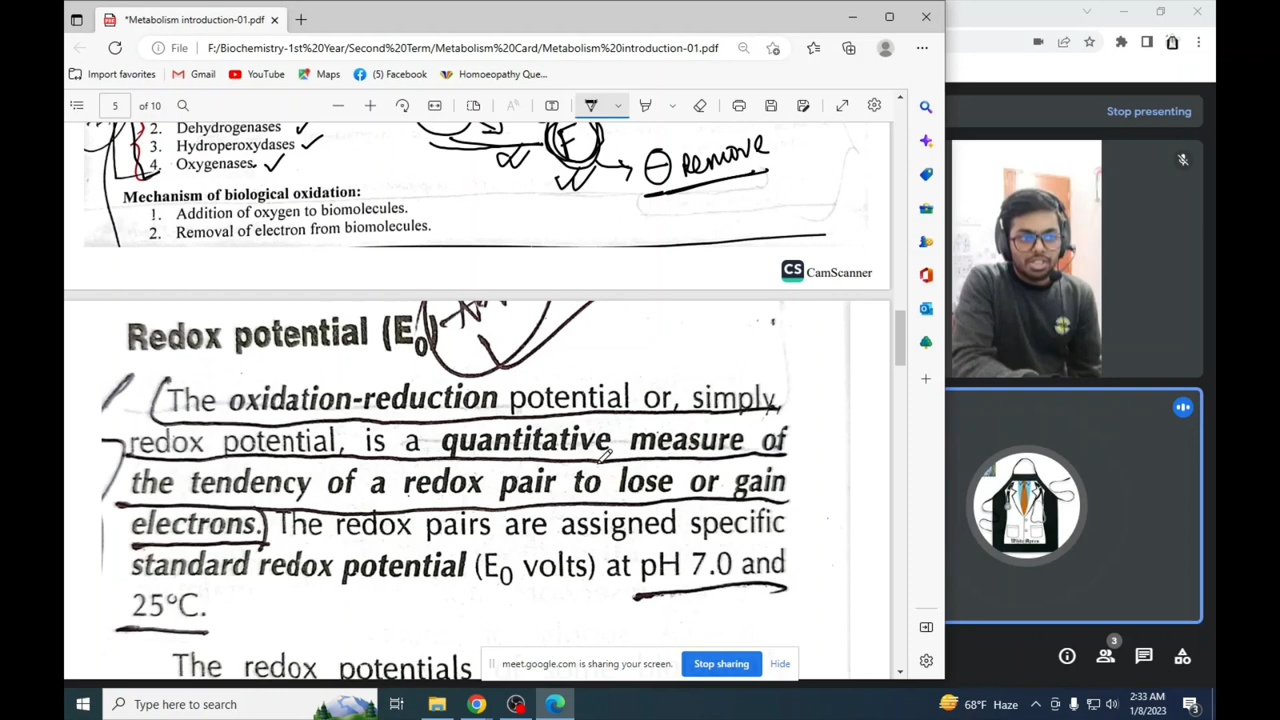 *Metabolism introduction-01.pdf
File
F:/Biochemistry-1st%20Year/Second%20Term/Metabolism%20Card/Metabolism%20introduction-01.pdf
Import favorites
Gmail
YouTube
Maps
(5) Facebook
Homoeopathy Que...
5 of 10
Stop presenting
2. Dehydrogenases
3. Hydroperoxydases
4. Oxygenases
F
⊖ Remove
Mechanism of biological oxidation:
1. Addition of oxygen to biomolecules.
2. Removal of electron from biomolecules.
CS CamScanner
Redox potential (E0)
The oxidation-reduction potential or, simply,
redox potential, is a quantitative measure of
the tendency of a redox pair to lose or gain
electrons. The redox pairs are assigned specific
standard redox potential (E0 volts) at pH 7.0 and
25°C.
The redox potentials
meet.google.com is sharing your screen.
Stop sharing
Hide
3
Type here to search
68°F Haze
2:33 AM
1/8/2023
3